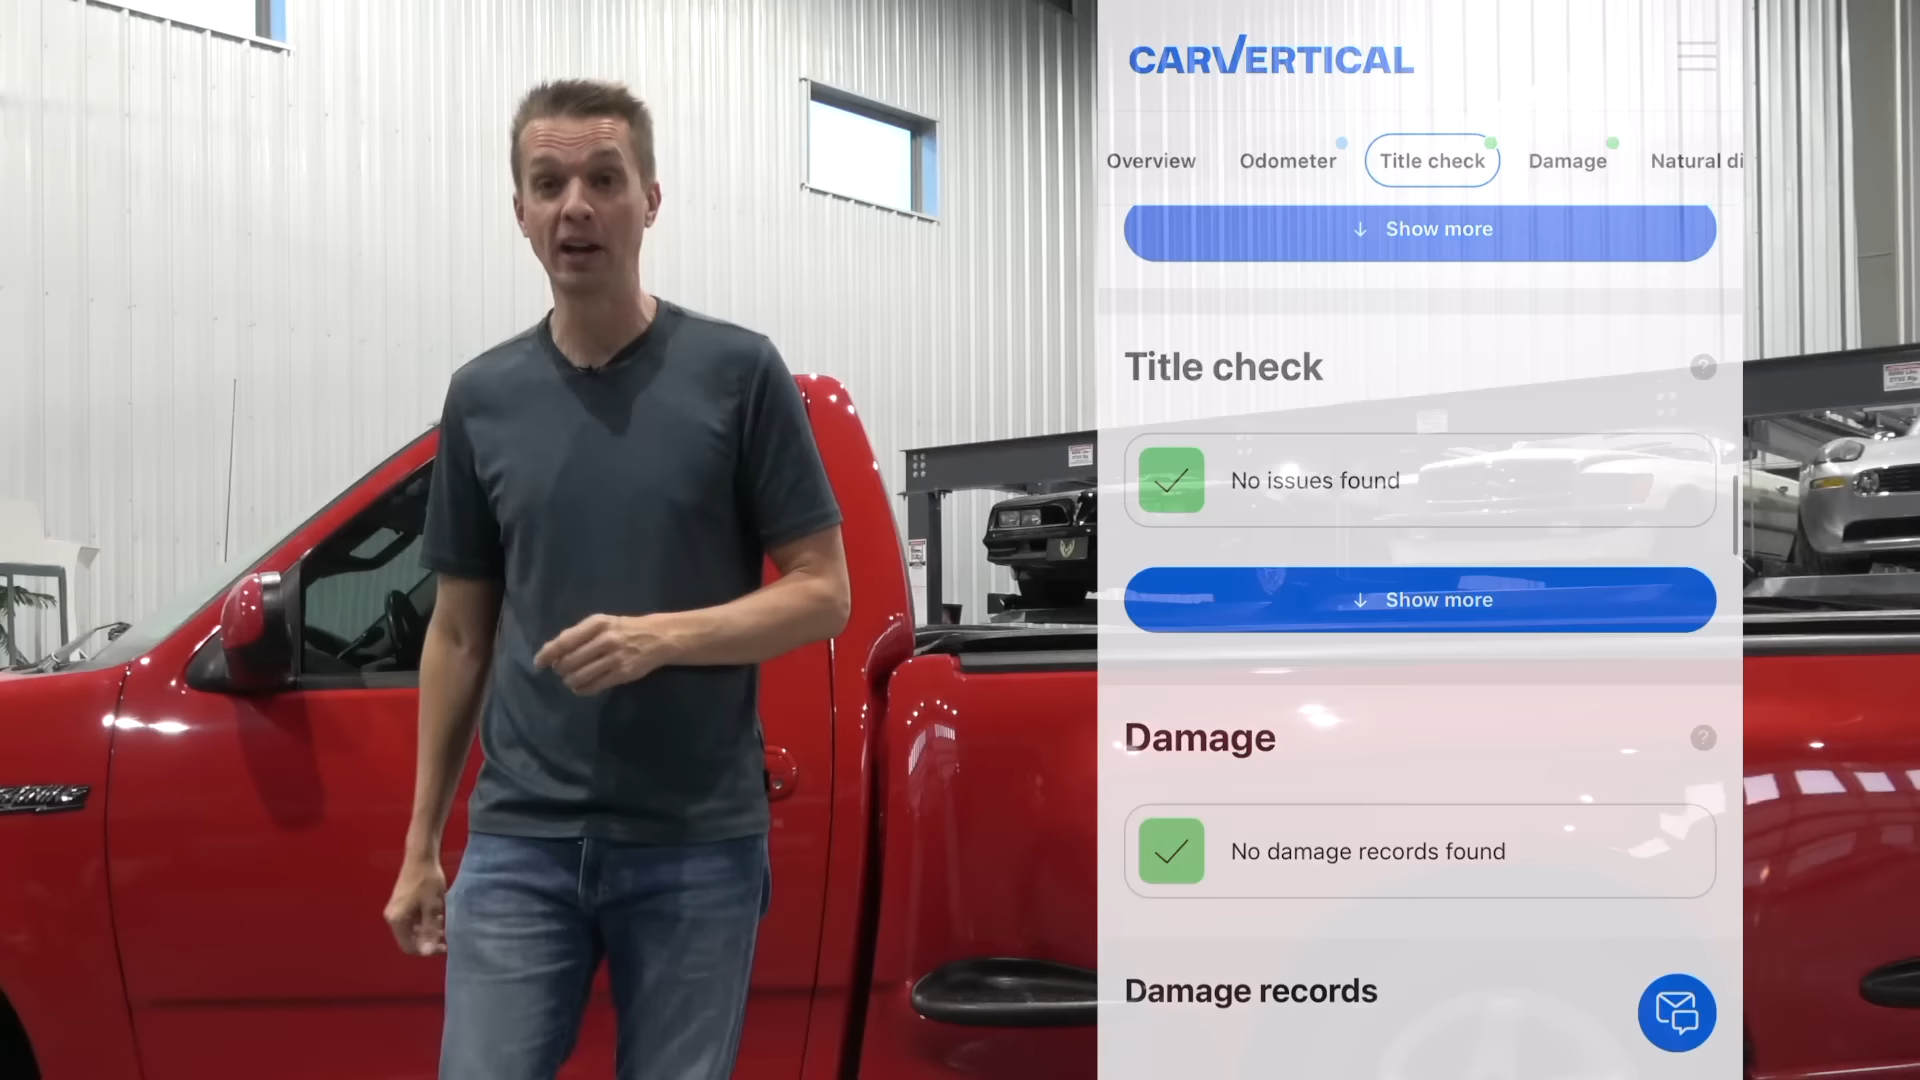 CARVERTICAL
Overview Odometer Title check Damage Natural di
↓ Show more
Title check ?
No issues found
↓ Show more
Damage ?
No damage records found
Damage records